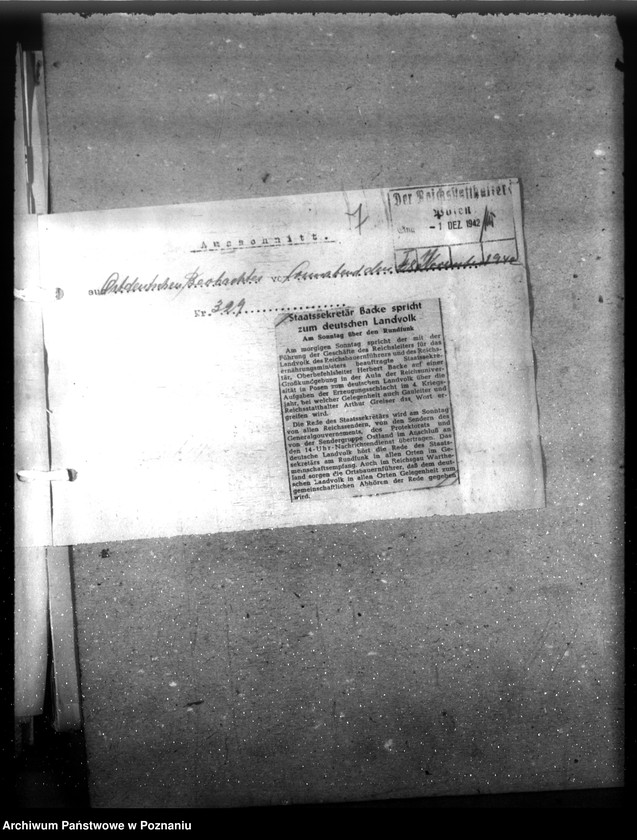 7
Der Reichsstatthalter
Posen
- 1 DEZ. 1942
Ausschnitt.
aus Ostdeutschen Beobachter v. Sonnabend den
Nr. 329
Staatssekretär Backe spricht
zum deutschen Landvolk
Am Sonntag über den Rundfunk
Am morgigen Sonntag spricht der mit der
Führung der Geschäfte des Reichsleiters für das
Landvolk des Reichsbauernführers und des Reichs-
ernährungsministers beauftragte Staatssekre-
tär, Oberbefehlsleiter Herbert Backe auf einer
Großkundgebung in der Aula der Reichsuniver-
sität in Posen zum deutschen Landvolk über die
Aufgaben der Erzeugungsschlacht im 4. Kriegs-
jahr, bei welcher Gelegenheit auch Gauleiter und
Reichsstatthalter Arthur Greiser das Wort er-
greifen wird.
Die Rede des Staatssekretärs wird am Sonntag
von allen Reichssendern, von den Sendern des
Generalgouvernements, des Protektorats und
von der Sendergruppe Ostland im Anschluß an
den 14-Uhr-Nachrichtendienst übertragen. Das
deutsche Landvolk hört die Rede des Staats-
sekretärs am Rundfunk in allen Orten im Ge-
meinschaftsempfang. Auch im Reichsgau Warthe-
land sorgen die Ortsbauernführer, daß dem deut-
schen Landvolk in allen Orten Gelegenheit zum
gemeinschaftlichen Abhören der Rede gegeben
wird.
Archiwum Państwowe w Poznaniu